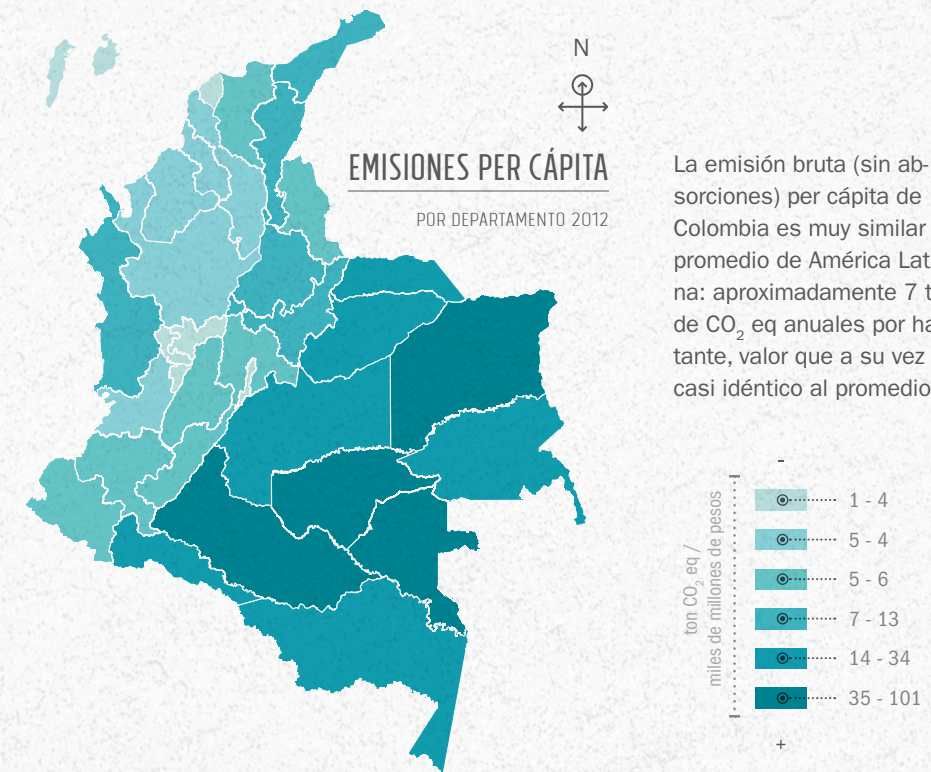 N
EMISIONES PER CÁPITA
POR DEPARTAMENTO 2012
La emisión bruta (sin ab-
sorciones) per cápita de
Colombia es muy similar
promedio de América Lat
na: aproximadamente 7 t
de CO2 eq anuales por ha
tante, valor que a su vez
casi idéntico al promedio
ton CO2 eq /
miles de millones de pesos
-
1 - 4
5 - 4
5 - 6
7 - 13
14 - 34
35 - 101
+